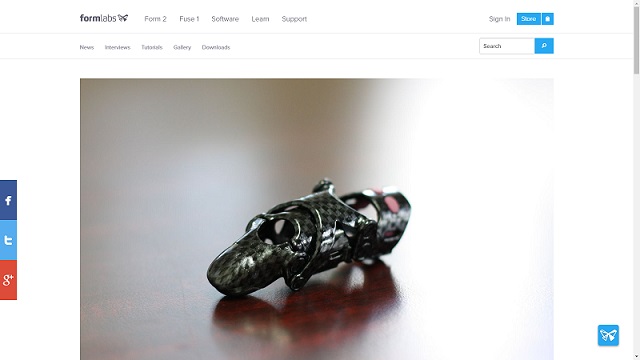 formlabs Form 2 Fuse 1 Software Learn Support Sign In Store
News Interviews Tutorials Gallery Downloads Search
f
t
g+